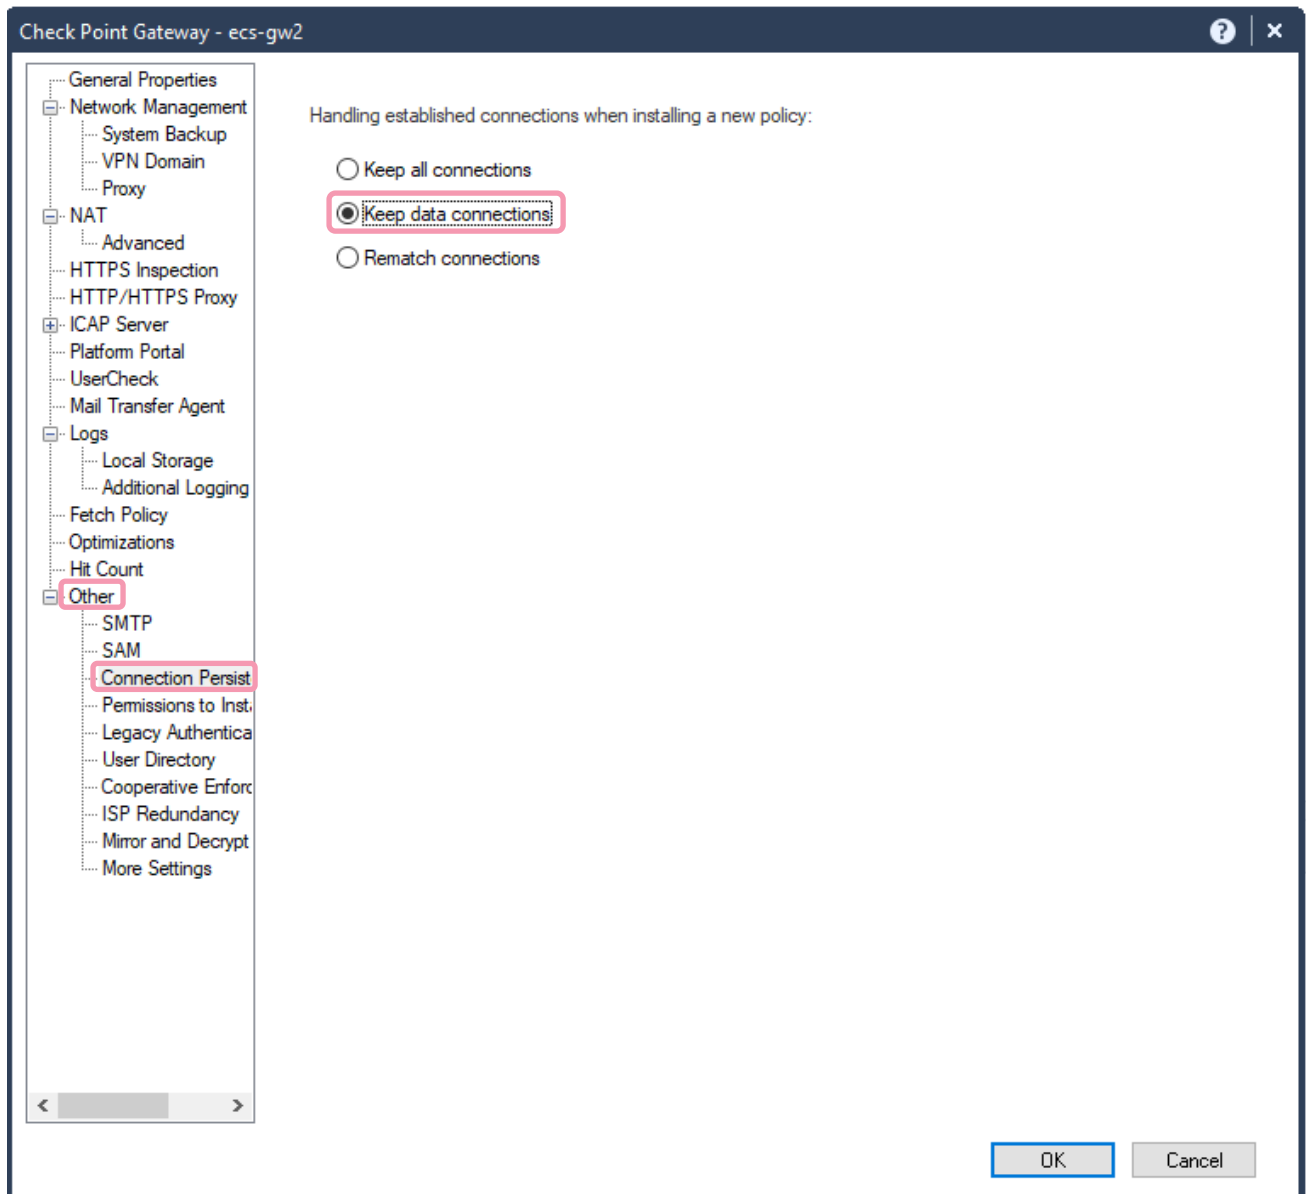 Check Point Gateway - ecs-gw2
General Properties
Network Management
System Backup
VPN Domain
Proxy
NAT
Advanced
HTTPS Inspection
HTTP/HTTPS Proxy
ICAP Server
Platform Portal
UserCheck
Mail Transfer Agent
Logs
Local Storage
Additional Logging
Fetch Policy
Optimizations
Hit Count
Other
SMTP
SAM
Connection Persist
Permissions to Inst
Legacy Authentica
User Directory
Cooperative Enforc
ISP Redundancy
Mirror and Decrypt
More Settings
Handling established connections when installing a new policy:
Keep all connections
Keep data connections
Rematch connections
OK
Cancel